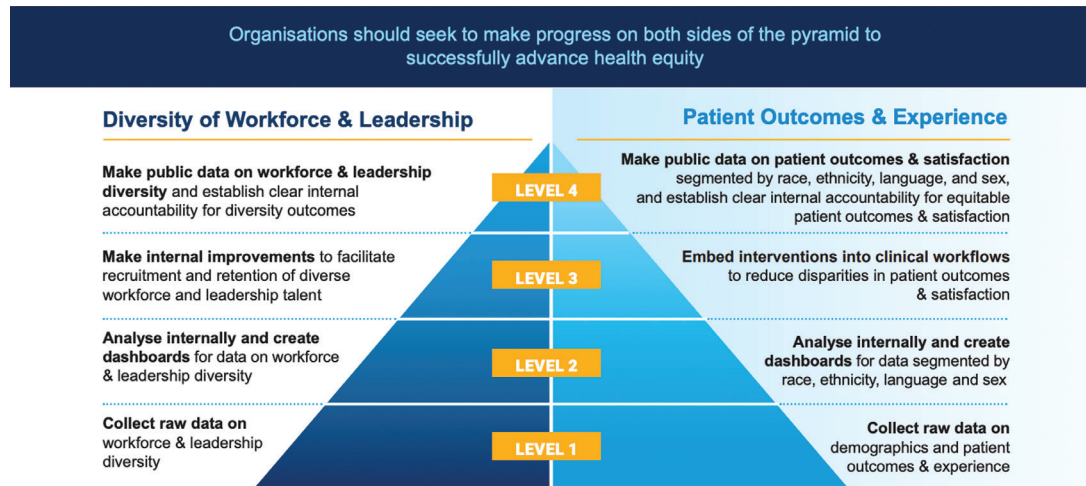 Organisations should seek to make progress on both sides of the pyramid to
successfully advance health equity
Diversity of Workforce & Leadership
Make public data on workforce & leadership
diversity and establish clear internal
accountability for diversity outcomes
Make internal improvements to facilitate
recruitment and retention of diverse
workforce and leadership talent
Analyse internally and create
dashboards for data on workforce
& leadership diversity
Collect raw data on
workforce & leadership
diversity
LEVEL 4
LEVEL 3
LEVEL 2
LEVEL 1
Patient Outcomes & Experience
Make public data on patient outcomes & satisfaction
segmented by race, ethnicity, language, and sex,
and establish clear internal accountability for equitable
patient outcomes & satisfaction
Embed interventions into clinical workflows
to reduce disparities in patient outcomes
& satisfaction
Analyse internally and create
dashboards for data segmented by
race, ethnicity, language and sex
Collect raw data on
demographics and patient
outcomes & experience